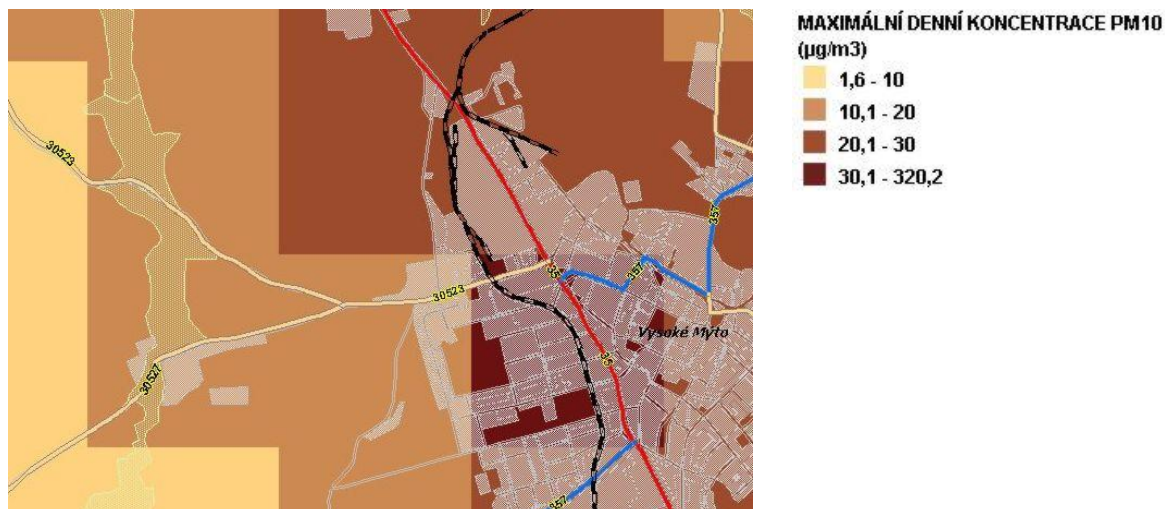 MAXIMÁLNÍ DENNÍ KONCENTRACE PM10
(µg/m3)
1,6 - 10
10,1 - 20
20,1 - 30
30,1 - 320,2
30523
357
35
357
30523
Vysoké Mýto
35
30527
357